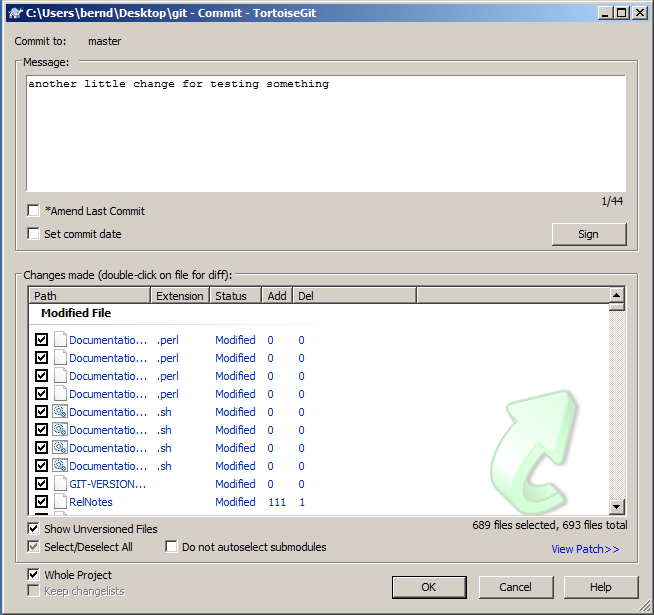 C:\Users\bernd\Desktop\git - Commit - TortoiseGit
Commit to: master
Message:
another little change for testing something
1/44
*Amend Last Commit
Set commit date
Sign
Changes made (double-click on file for diff):
Path Extension Status Add Del
Modified File
Documentatio... .perl Modified 0 0
Documentatio... .perl Modified 0 0
Documentatio... .perl Modified 0 0
Documentatio... .perl Modified 0 0
Documentatio... .sh Modified 0 0
Documentatio... .sh Modified 0 0
Documentatio... .sh Modified 0 0
Documentatio... .sh Modified 0 0
GIT-VERSION... Modified 0 0
RelNotes Modified 111 1
Show Unversioned Files
689 files selected, 693 files total
Select/Deselect All
Do not autoselect submodules
View Patch>>
Whole Project
Keep changelists
OK
Cancel
Help